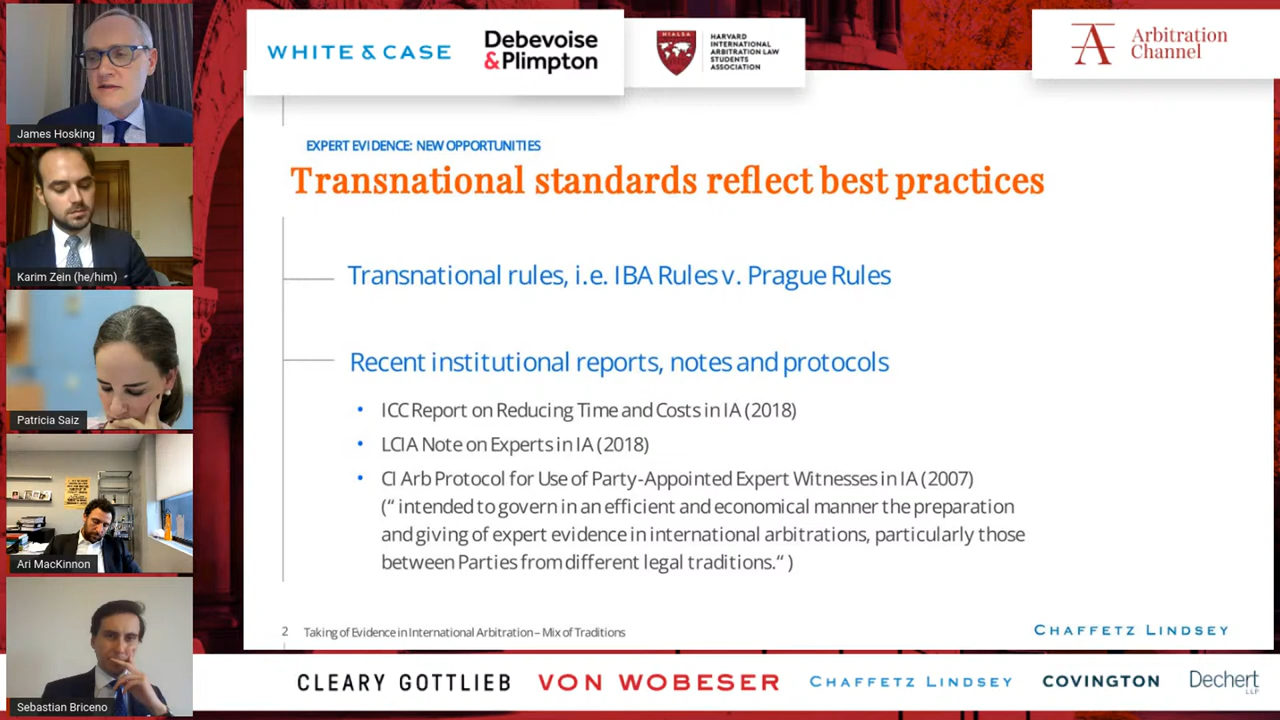 James Hosking
Karim Zein (he/him)
Patricia Saiz
Ari MacKinnon
Sebastian Briceno
WHITE & CASE
Debevoise
&Plimpton
HIALSA
HARVARD
INTERNATIONAL
ARBITRATION LAW
STUDENTS
ASSOCIATION
Arbitration
Channel
EXPERT EVIDENCE: NEW OPPORTUNITIES
Transnational standards reflect best practices
Transnational rules, i.e. IBA Rules v. Prague Rules
Recent institutional reports, notes and protocols
• ICC Report on Reducing Time and Costs in IA (2018)
• LCIA Note on Experts in IA (2018)
• CI Arb Protocol for Use of Party-Appointed Expert Witnesses in IA (2007)
(“ intended to govern in an efficient and economical manner the preparation
and giving of expert evidence in international arbitrations, particularly those
between Parties from different legal traditions.“ )
2 Taking of Evidence in International Arbitration – Mix of Traditions
CHAFFETZ LINDSEY
CLEARY GOTTLIEB
VON WOBESER
CHAFFETZ LINDSEY
COVINGTON
Dechert
LLP